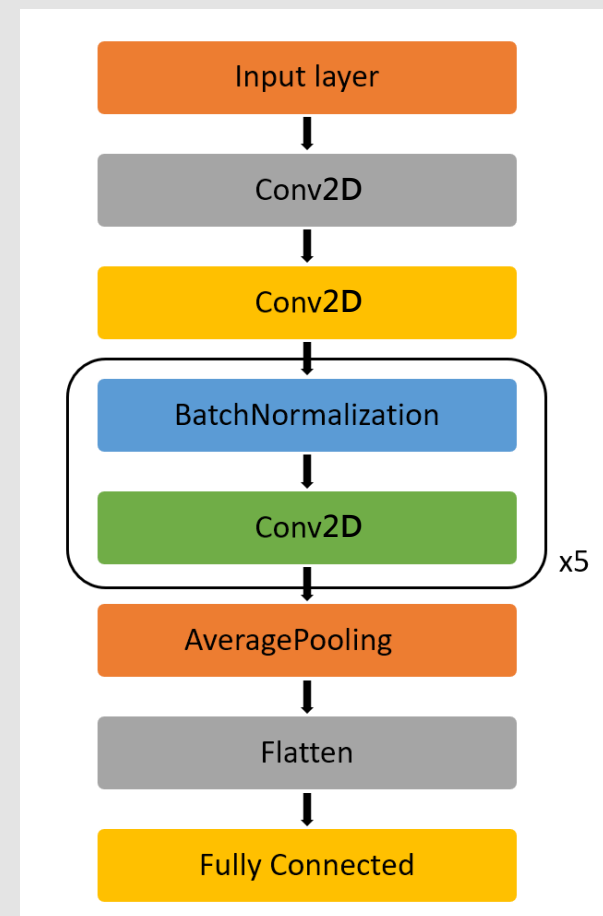 Input layer
Conv2D
Conv2D
BatchNormalization
Conv2D
x5
AveragePooling
Flatten
Fully Connected